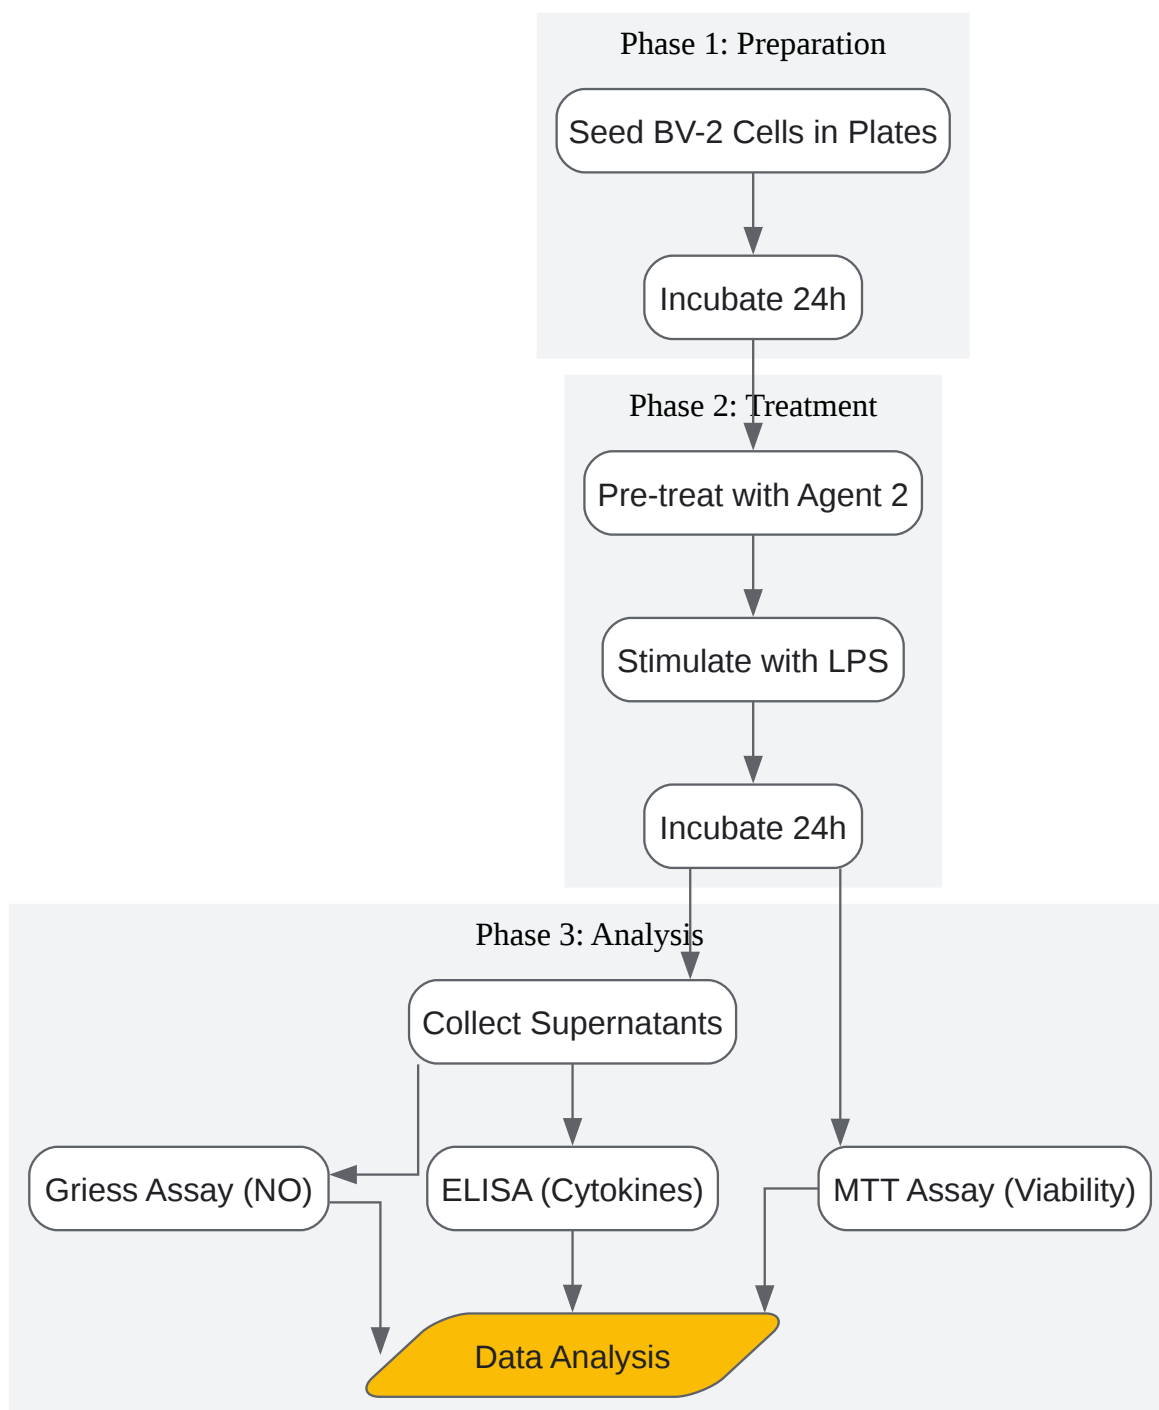 Phase 1: Preparation
Seed BV-2 Cells in Plates
Incubate 24h
Phase 2: Treatment
Pre-treat with Agent 2
Stimulate with LPS
Incubate 24h
Phase 3: Analysis
Collect Supernatants
Griess Assay (NO)
ELISA (Cytokines)
MTT Assay (Viability)
Data Analysis